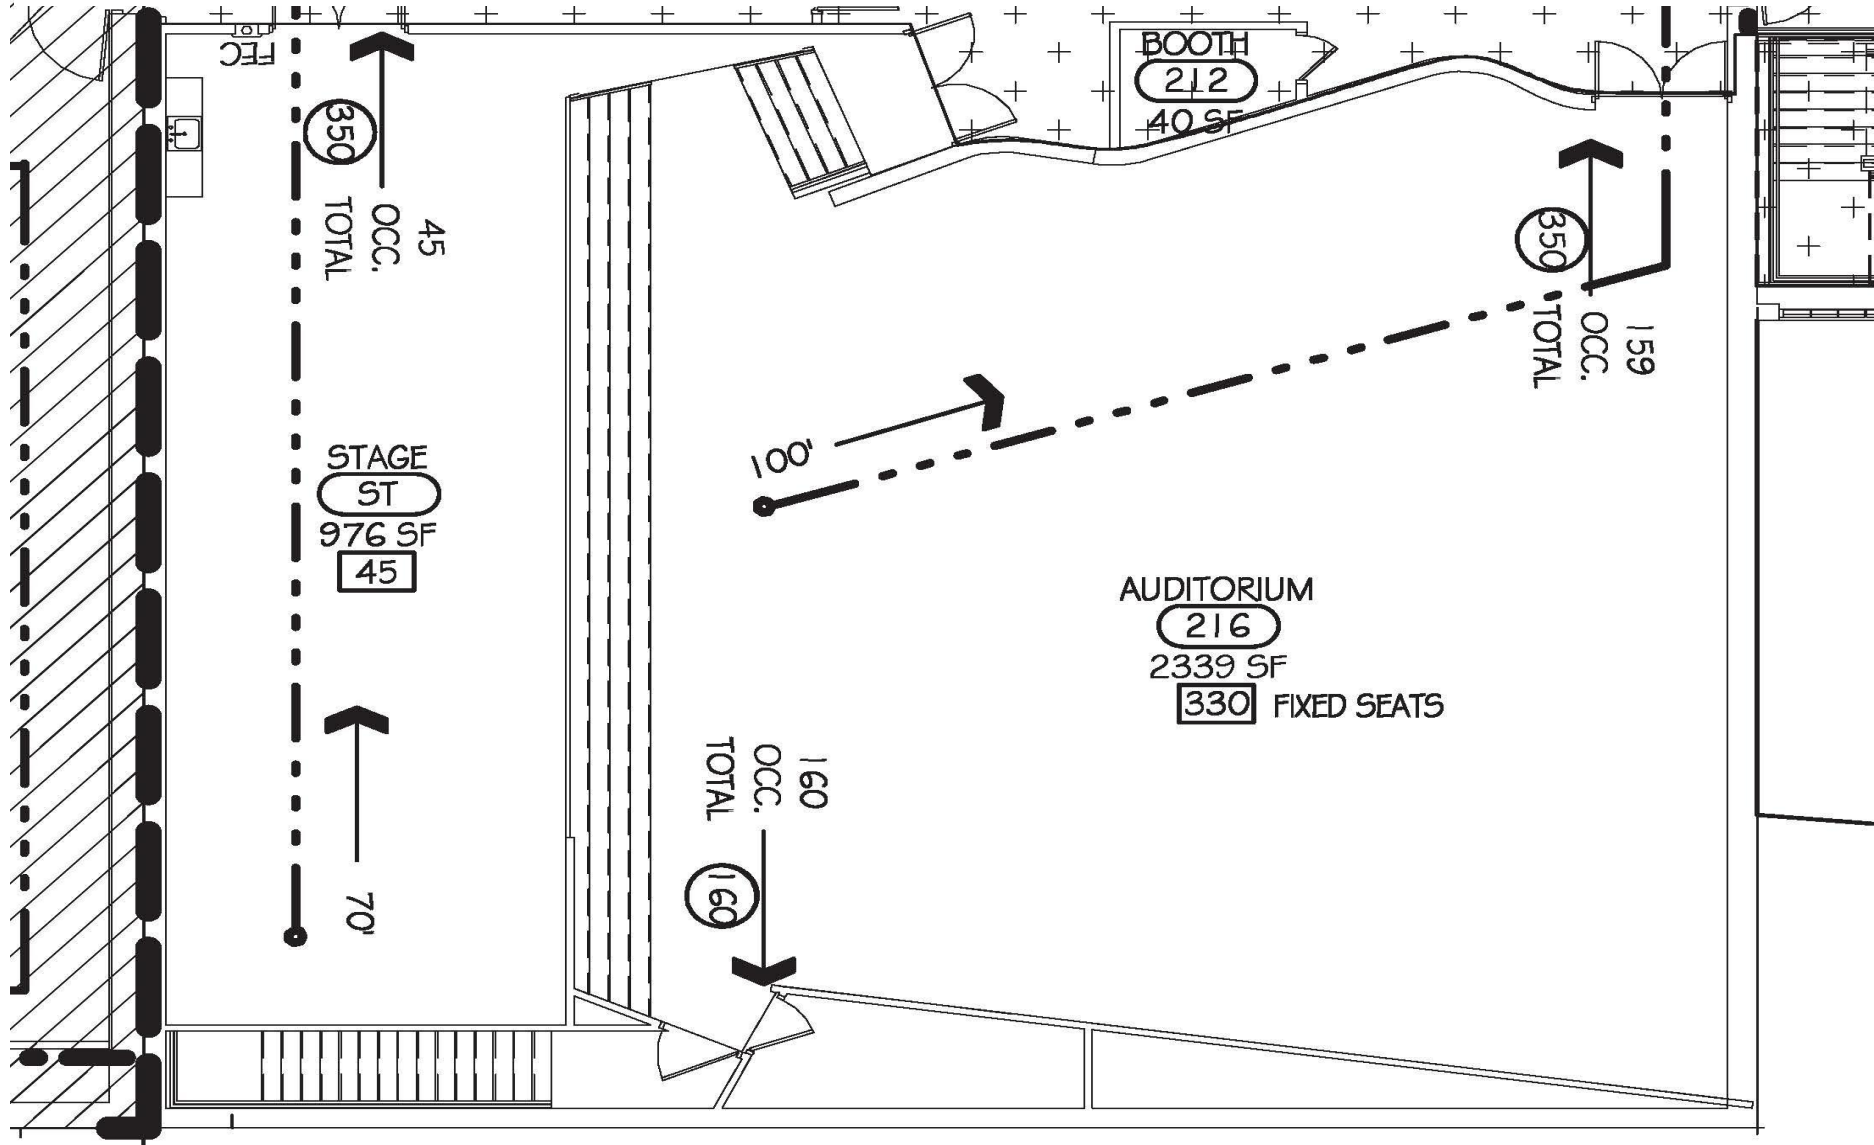 FEC
350
45
OCC.
TOTAL
BOOTH
212
40 SF
350
159
OCC.
TOTAL
100'
STAGE
ST
976 SF
45
AUDITORIUM
216
2339 SF
330 FIXED SEATS
160
OCC.
TOTAL
160
70'